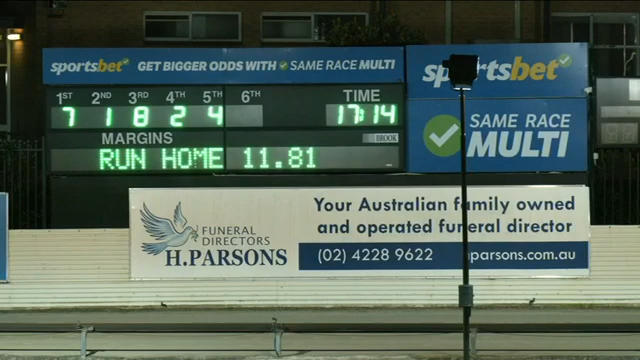 sportsbet GET BIGGER ODDS WITH SAME RACE MULTI
sportsbet
1ST 2ND 3RD 4TH 5TH 6TH TIME
7 1 8 2 4 17:14
MARGINS BROOK
RUN HOME 11.81
SAME RACE
MULTI
FUNERAL
DIRECTORS
H.PARSONS
Your Australian family owned
and operated funeral director
(02) 4228 9622 parsons.com.au